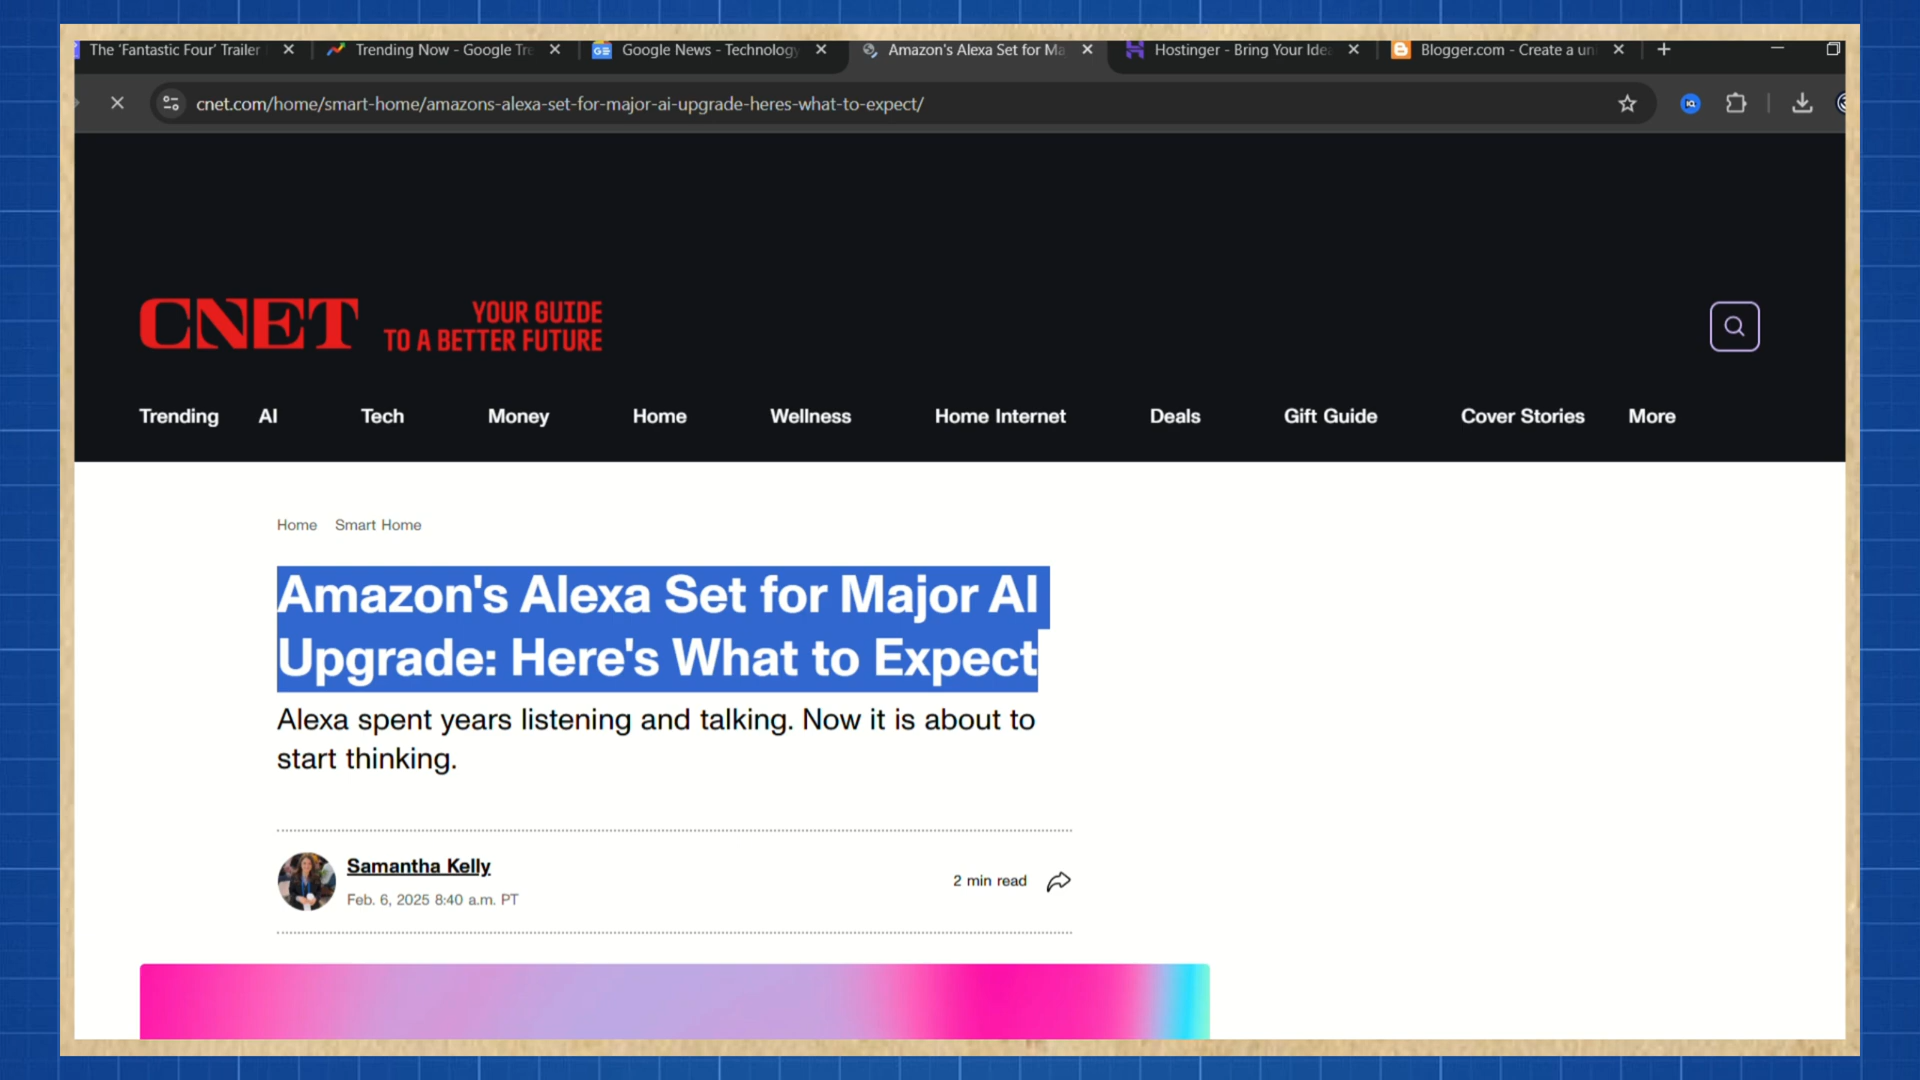 The 'Fantastic Four' Trailer
Trending Now - Google Tre
Google News - Technology
Amazon's Alexa Set for Ma
Hostinger - Bring Your Idea
Blogger.com - Create a uni
cnet.com/home/smart-home/amazons-alexa-set-for-major-ai-upgrade-heres-what-to-expect/
CNET
YOUR GUIDE
TO A BETTER FUTURE
Trending AI Tech Money Home Wellness Home Internet Deals Gift Guide Cover Stories More
Home Smart Home
Amazon's Alexa Set for Major AI
Upgrade: Here's What to Expect
Alexa spent years listening and talking. Now it is about to
start thinking.
Samantha Kelly
Feb. 6, 2025 8:40 a.m. PT
2 min read